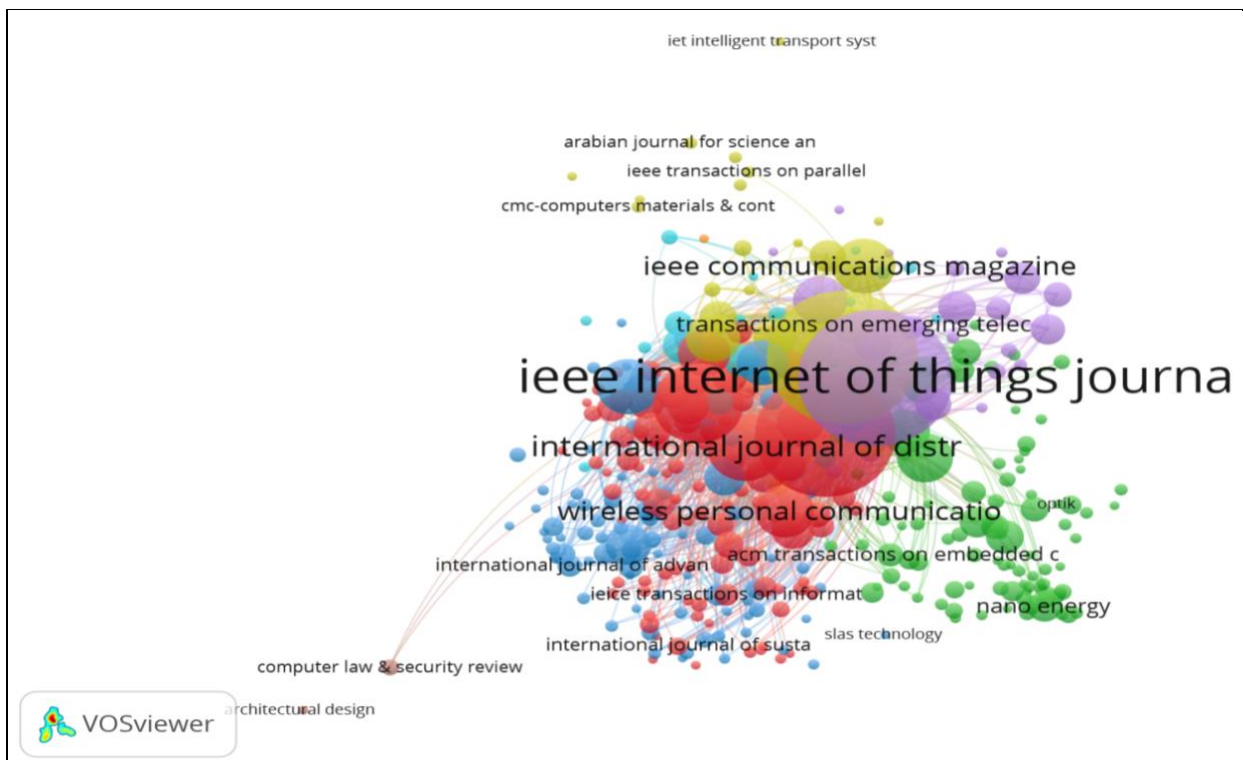 iet intelligent transport syst
arabian journal for science an
ieee transactions on parallel
cmc-computers materials & cont
ieee communications magazine
transactions on emerging telec
ieee internet of things journa
international journal of distr
optik
wireless personal communicatio
acm transactions on embedded c
international journal of advan
ieice transactions on informat
nano energy
slas technology
international journal of susta
computer law & security review
architectural design
VOSviewer